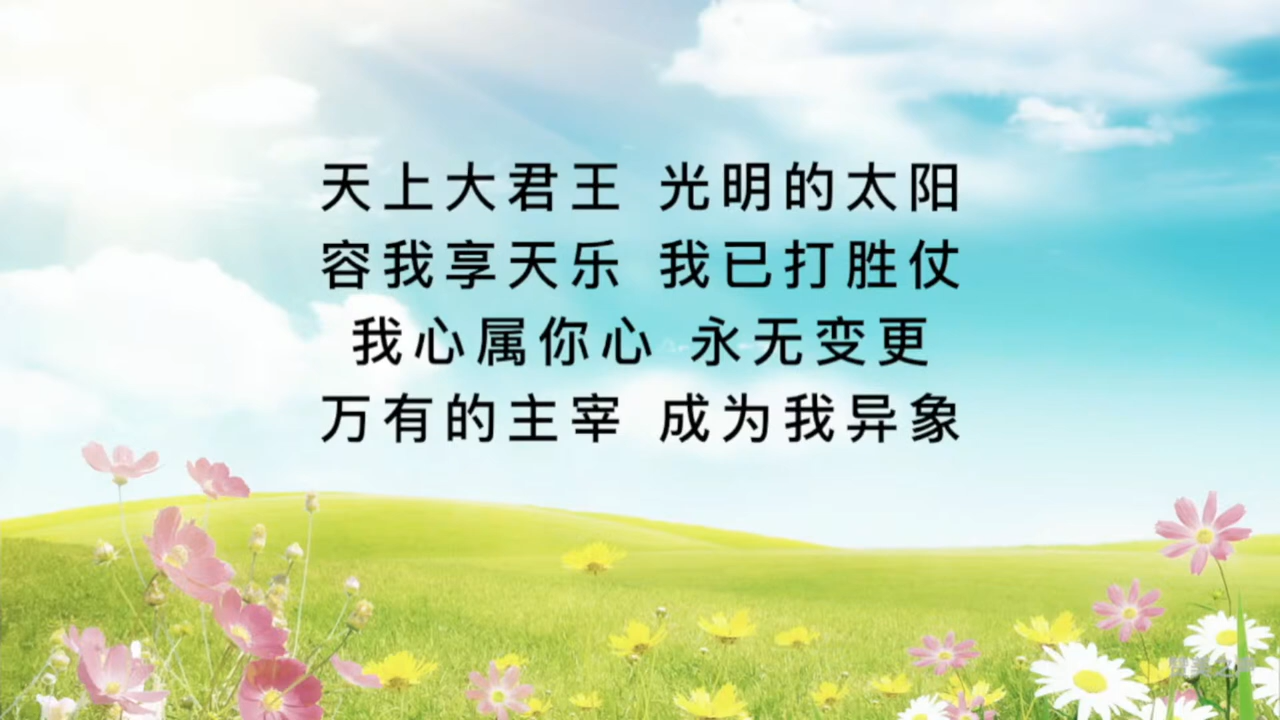 天上大君王 光明的太阳
容我享天乐 我已打胜仗
我心属你心 永无变更
万有的主宰 成为我异象